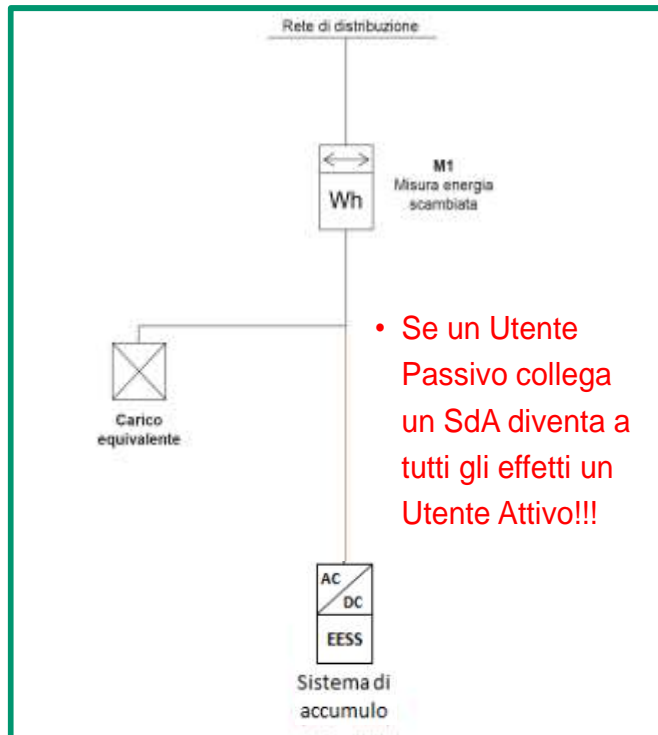 Rete di distribuzione
M1
Misura energia
scambiata
Wh
• Se un Utente
Passivo collega
un SdA diventa a
tutti gli effetti un
Utente Attivo!!!
Carico
equivalente
AC
DC
EESS
Sistema di
accumulo